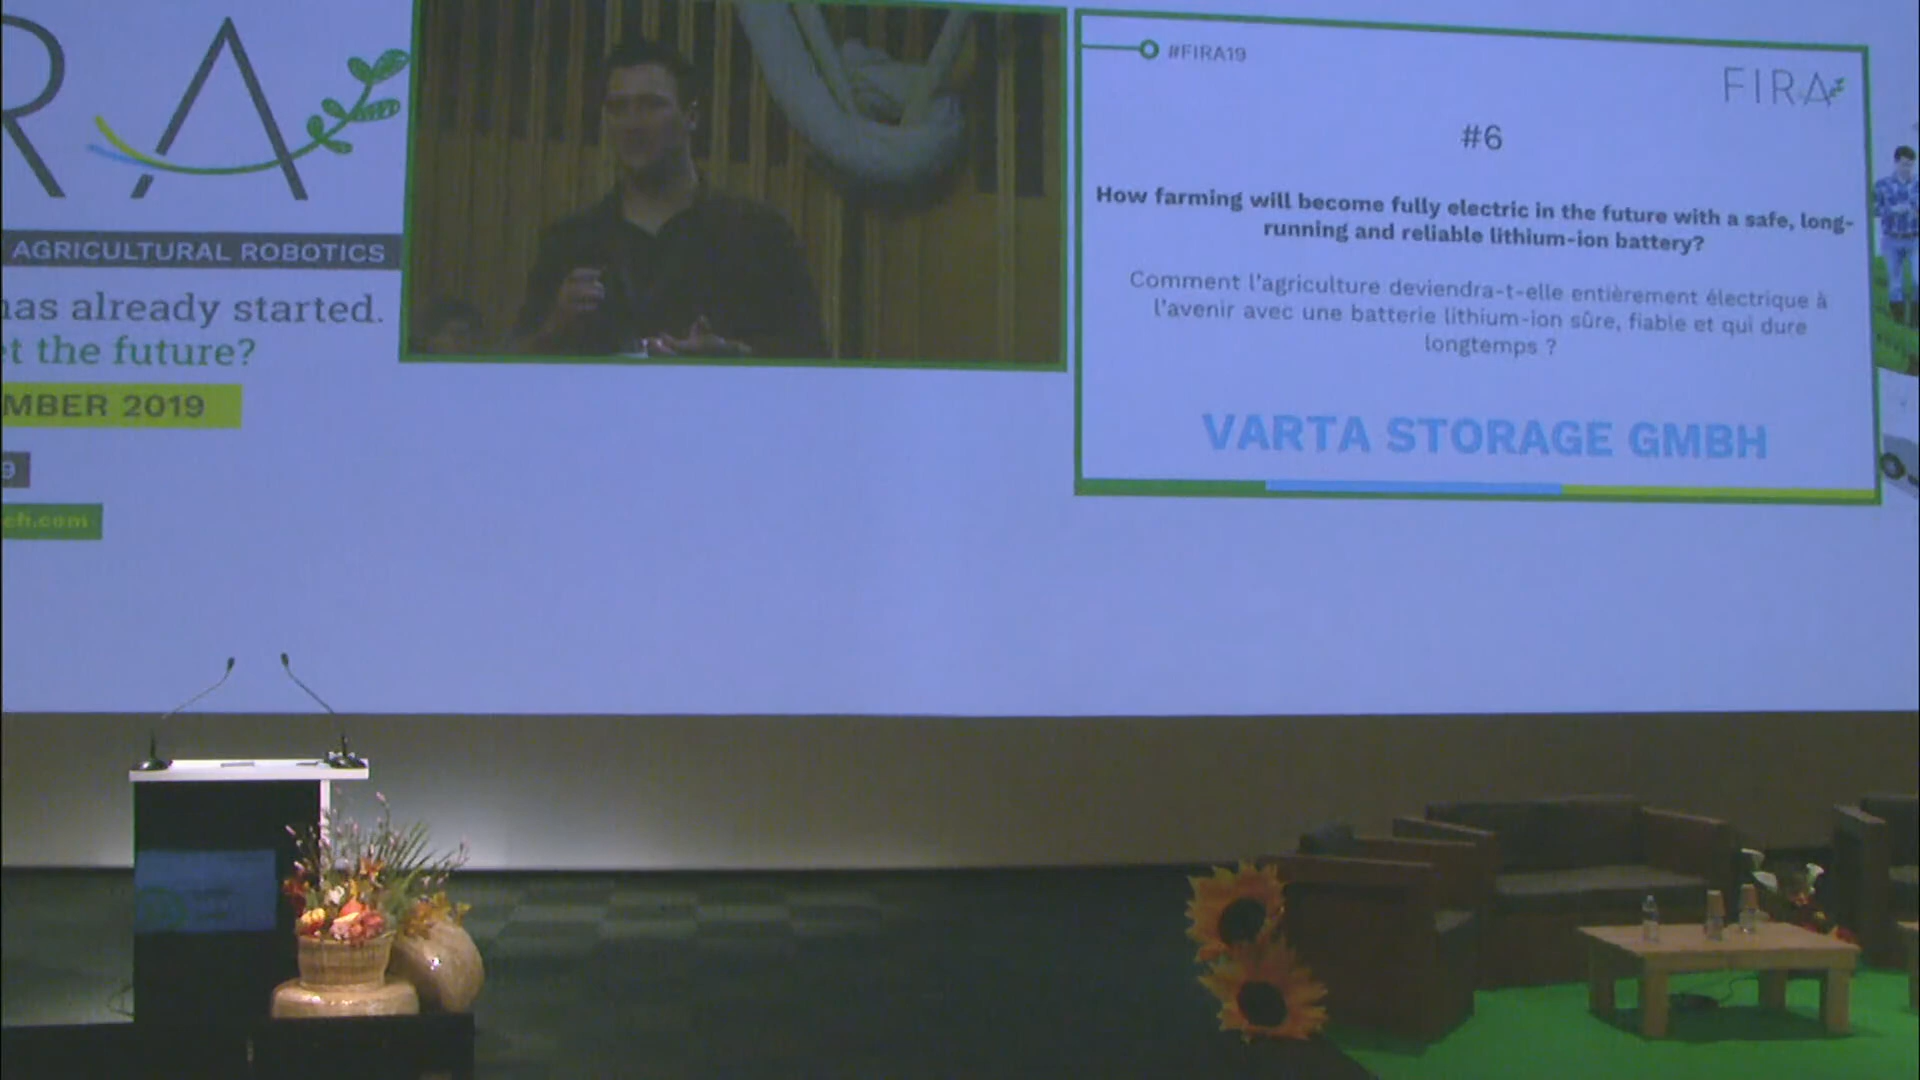 RA
AGRICULTURAL ROBOTICS
has already started.
t the future?
MBER 2019
9
ch.com
#FIRA19
FIRA
#6
How farming will become fully electric in the future with a safe, long-
running and reliable lithium-ion battery?
Comment l'agriculture deviendra-t-elle entièrement électrique à
l'avenir avec une batterie lithium-ion sûre, fiable et qui dure
longtemps ?
VARTA STORAGE GMBH